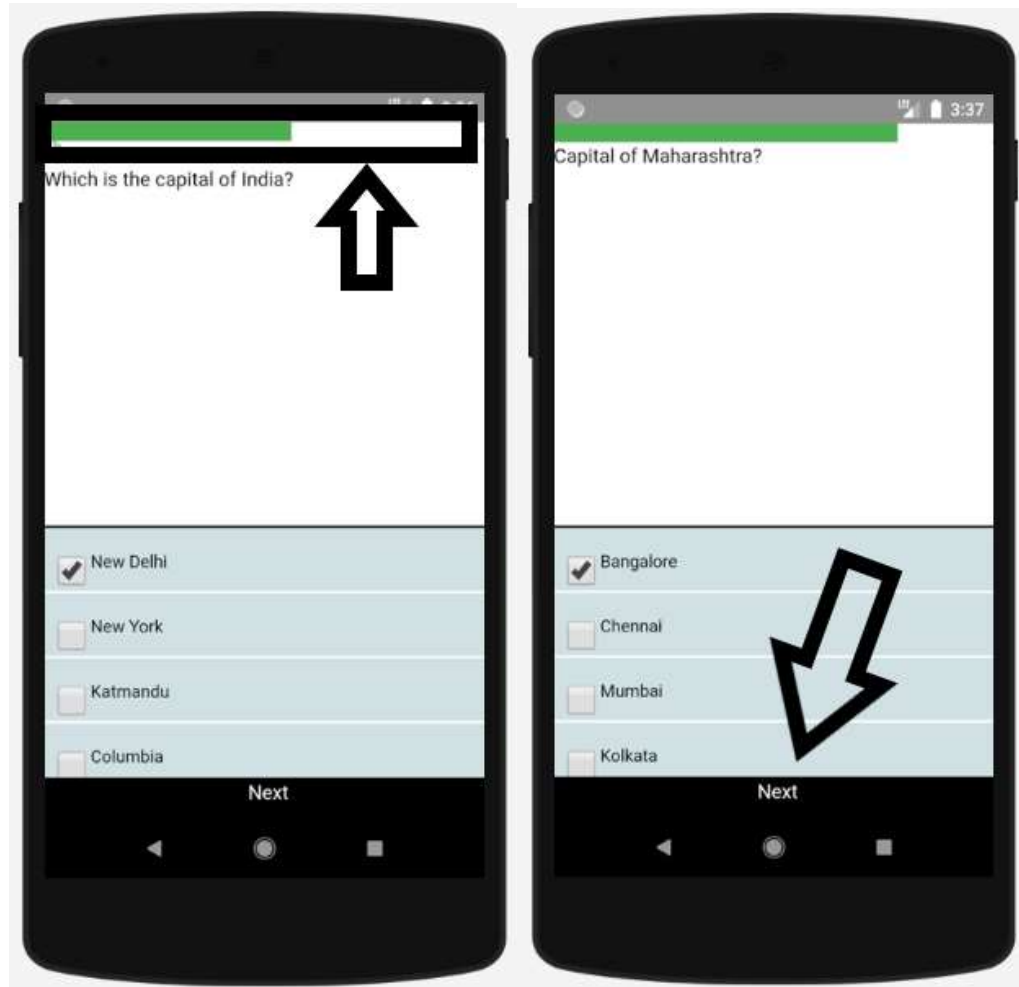 Which is the capital of India?
New Delhi
New York
Katmandu
Columbia
Next
3:37
Capital of Maharashtra?
Bangalore
Chennai
Mumbai
Kolkata
Next